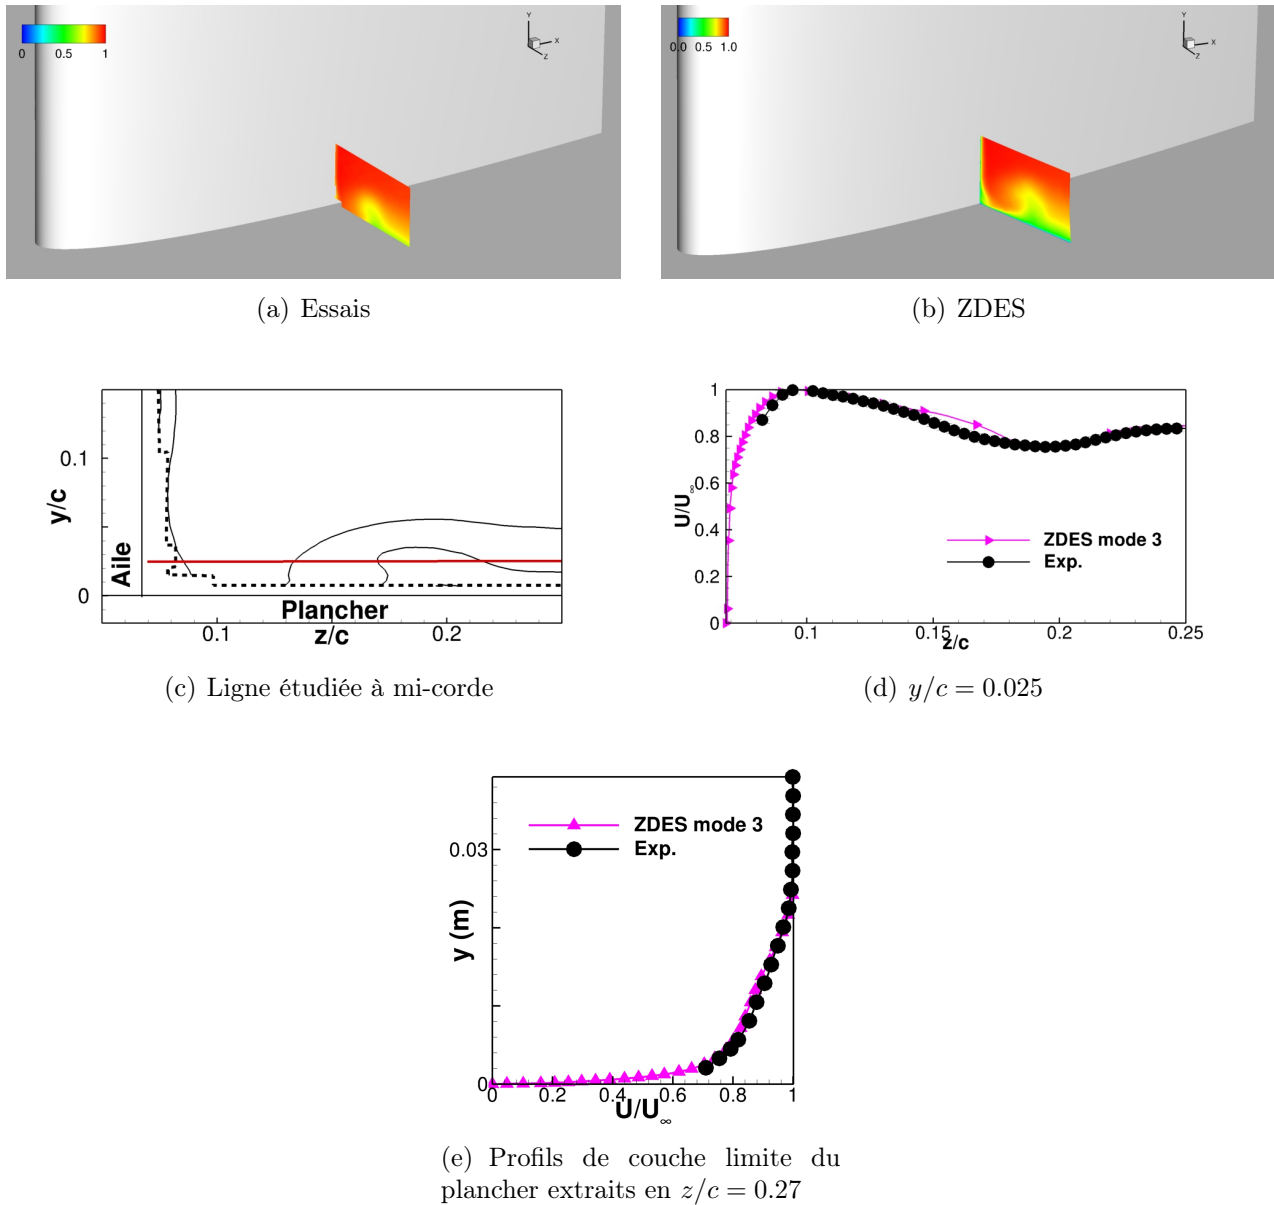 0 0.5 1
Y
X
Z
0.0 0.5 1.0
Y
X
Z
(a) Essais
(b) ZDES
0.1
0
y/c
Aile
Plancher
0.1 0.2
z/c
(c) Ligne étudiée à mi-corde
1
0.8
0.6
0.4
0.2
0
U/U∞
ZDES mode 3
Exp.
0.1 0.15 0.2 0.25
z/c
(d) y/c = 0.025
ZDES mode 3
Exp.
0.03
0
y (m)
0 0.2 0.4 0.6 0.8 1
U/U∞
(e) Profils de couche limite du
plancher extraits en z/c = 0.27